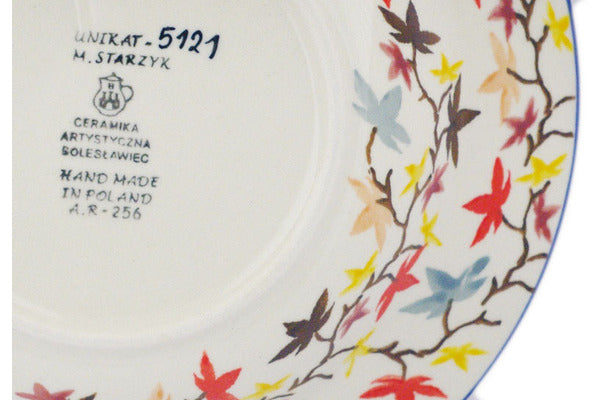 UNIKAT-5121
M. STARZYK
H
CERAMIKA
ARTYSTYCZNA
BOLESŁAWIEC
HAND MADE
IN POLAND
A.R-256